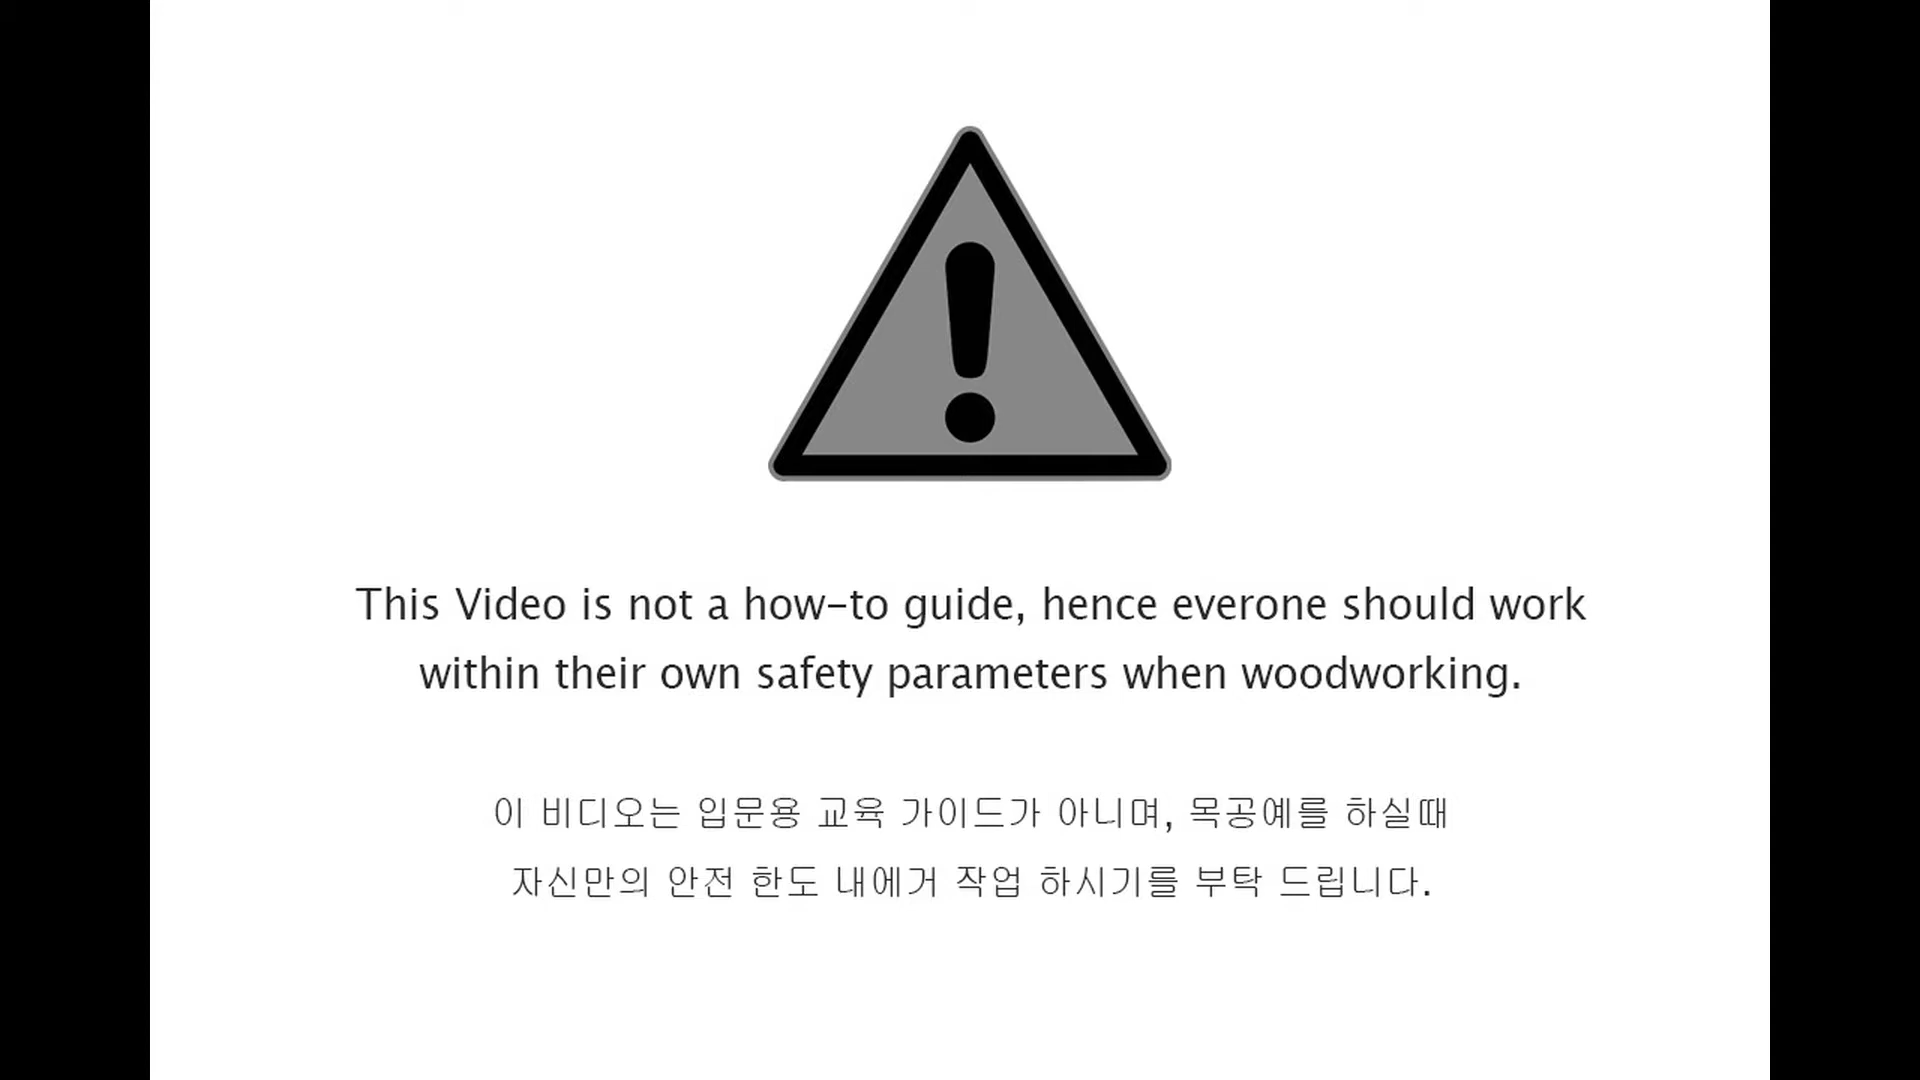 This Video is not a how-to guide, hence everone should work
within their own safety parameters when woodworking.
이 비디오는 입문용 교육 가이드가 아니며, 목공예를 하실때
자신만의 안전 한도 내에거 작업 하시기를 부탁 드립니다.